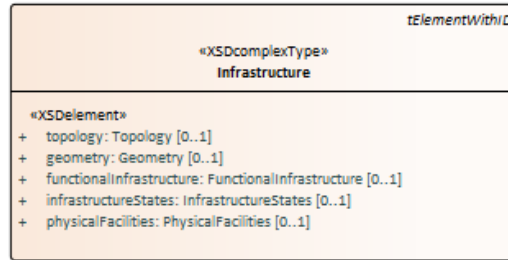 tElementWithID
«XSDcomplexType»
Infrastructure
«XSDelement»
+ topology: Topology [0..1]
+ geometry: Geometry [0..1]
+ functionalInfrastructure: FunctionalInfrastructure [0..1]
+ infrastructureStates: InfrastructureStates [0..1]
+ physicalFacilities: PhysicalFacilities [0..1]